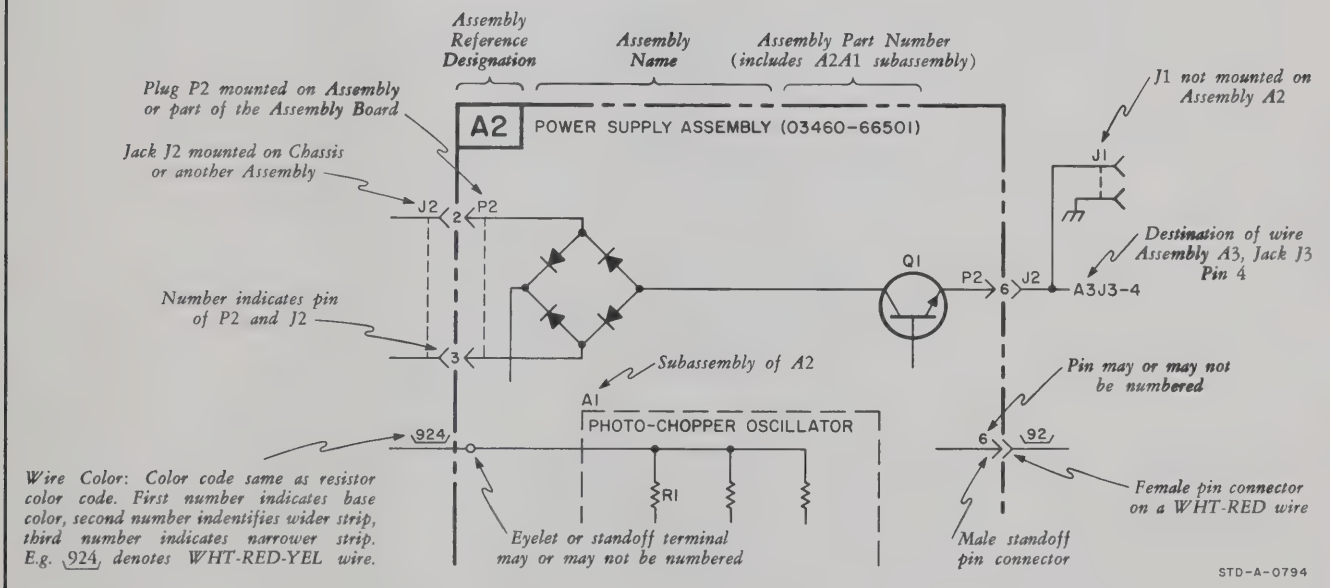 Assembly
Reference
Designation
Assembly
Name
Assembly Part Number
(includes A2A1 subassembly)
J1 not mounted on
Assembly A2
Plug P2 mounted on Assembly
or part of the Assembly Board
A2
POWER SUPPLY ASSEMBLY (03460-66501)
Jack J2 mounted on Chassis
or another Assembly
J1
J2
2
P2
Destination of wire
Assembly A3, Jack J3
Pin 4
Q1
P2
6
J2
A3J3-4
Number indicates pin
of P2 and J2
3
Subassembly of A2
Pin may or may not
be numbered
A1
PHOTO-CHOPPER OSCILLATOR
924
6
92
Wire Color: Color code same as resistor
color code. First number indicates base
color, second number indentifies wider strip,
third number indicates narrower strip.
E.g. 924 denotes WHT-RED-YEL wire.
R1
Eyelet or standoff terminal
may or may not be numbered
Male standoff
pin connector
Female pin connector
on a WHT-RED wire
STD-A-0794